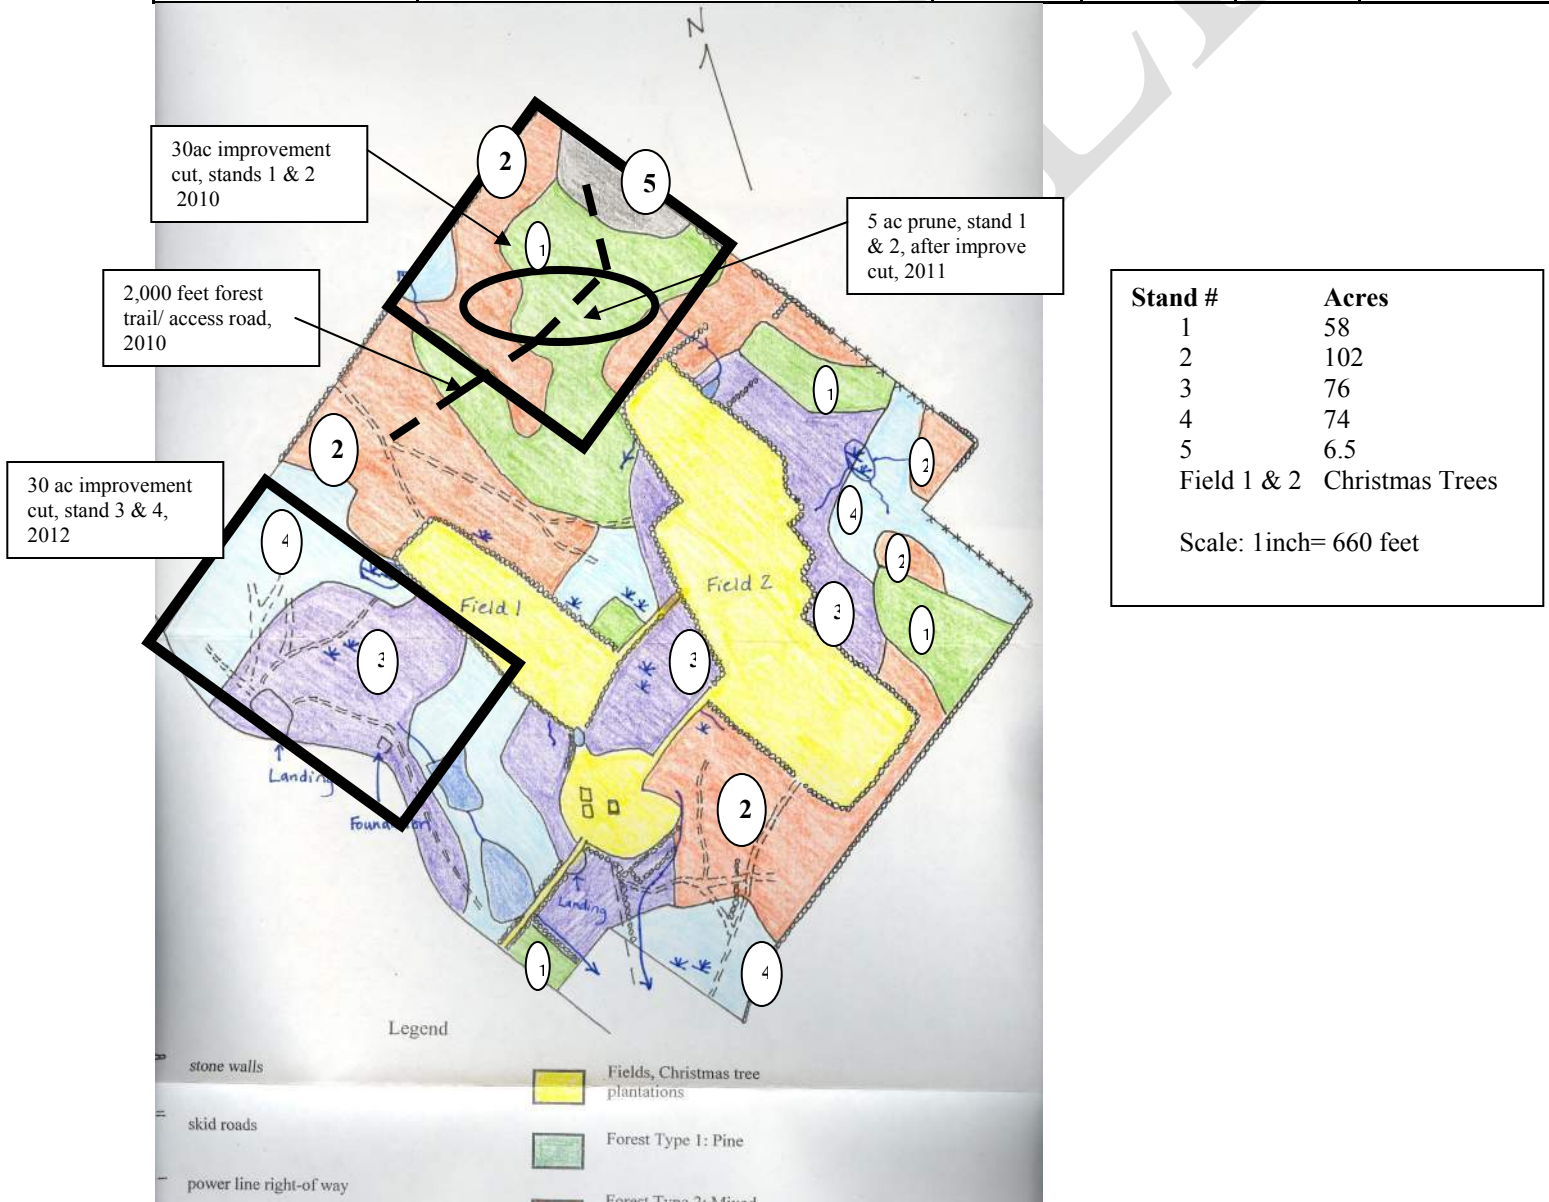 N
30ac improvement
cut, stands 1 & 2
2010
2
5
1
5 ac prune, stand 1
& 2, after improve
cut, 2011
2,000 feet forest
trail/ access road,
2010
Stand # Acres
1 58
2 102
3 76
4 74
5 6.5
Field 1 & 2 Christmas Trees
Scale: 1inch= 660 feet
1
2
2
30 ac improvement
cut, stand 3 & 4,
2012
4
4
2
Field 1
Field 2
3
1
3
3
Landing
Foundation
2
Landing
1
4
Legend
stone walls
Fields, Christmas tree
plantations
skid roads
Forest Type 1: Pine
power line right-of way
Forest Type 2: Mixed